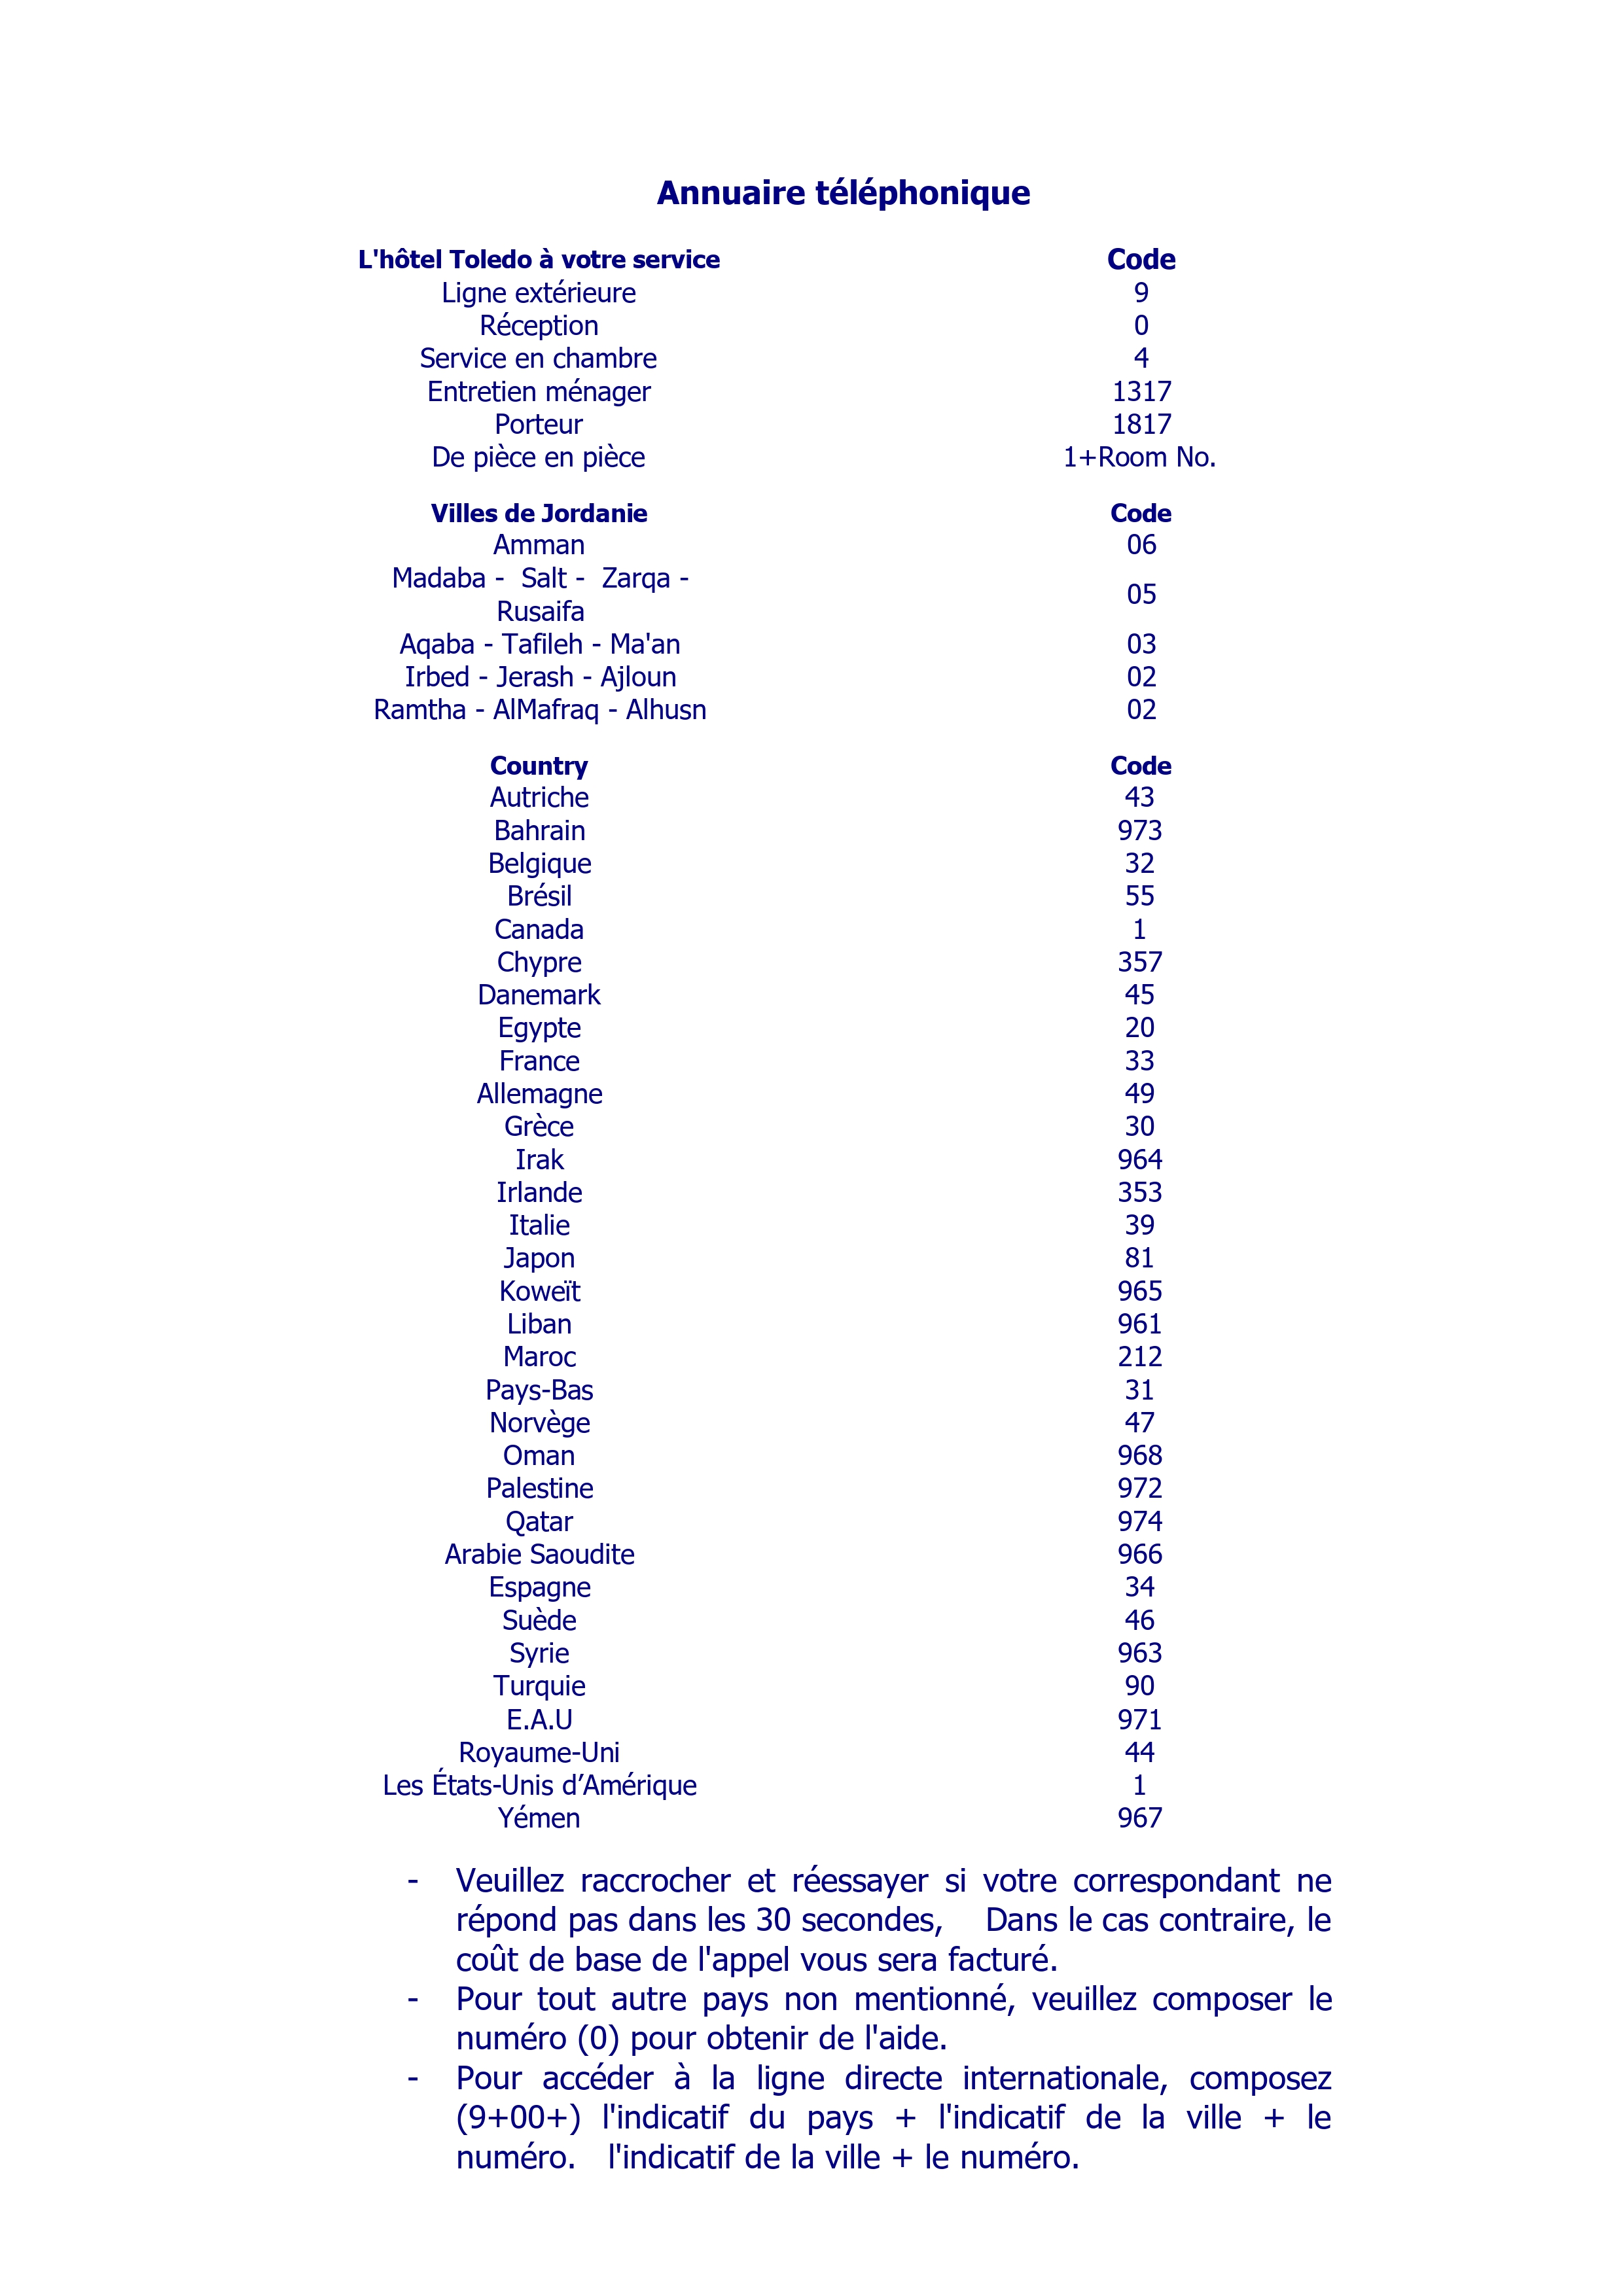 Annuaire téléphonique
L'hôtel Toledo à votre service Code
Ligne extérieure 9
Réception 0
Service en chambre 4
Entretien ménager 1317
Porteur 1817
De pièce en pièce 1+Room No.
Villes de Jordanie Code
Amman 06
Madaba - Salt - Zarqa -
Rusaifa 05
Aqaba - Tafileh - Ma'an 03
Irbed - Jerash - Ajloun 02
Ramtha - AlMafraq - Alhusn 02
Country Code
Autriche 43
Bahrain 973
Belgique 32
Brésil 55
Canada 1
Chypre 357
Danemark 45
Egypte 20
France 33
Allemagne 49
Grèce 30
Irak 964
Irlande 353
Italie 39
Japon 81
Koweït 965
Liban 961
Maroc 212
Pays-Bas 31
Norvège 47
Oman 968
Palestine 972
Qatar 974
Arabie Saoudite 966
Espagne 34
Suède 46
Syrie 963
Turquie 90
E.A.U 971
Royaume-Uni 44
Les États-Unis d’Amérique 1
Yémen 967
- Veuillez raccrocher et réessayer si votre correspondant ne
répond pas dans les 30 secondes, Dans le cas contraire, le
coût de base de l'appel vous sera facturé.
- Pour tout autre pays non mentionné, veuillez composer le
numéro (0) pour obtenir de l'aide.
- Pour accéder à la ligne directe internationale, composez
(9+00+) l'indicatif du pays + l'indicatif de la ville + le
numéro. l'indicatif de la ville + le numéro.